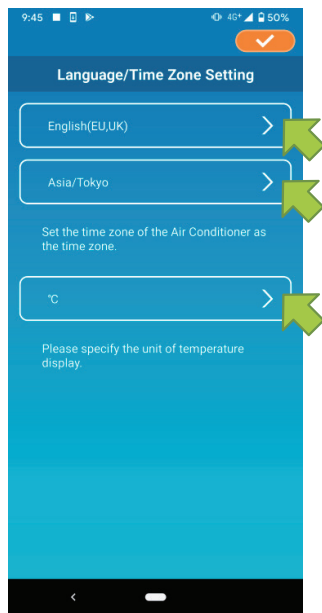 9:45 4G+ 50%
Language/Time Zone Setting
English(EU,UK)
Asia/Tokyo
Set the time zone of the Air Conditioner as
the time zone.
℃
Please specify the unit of temperature
display.